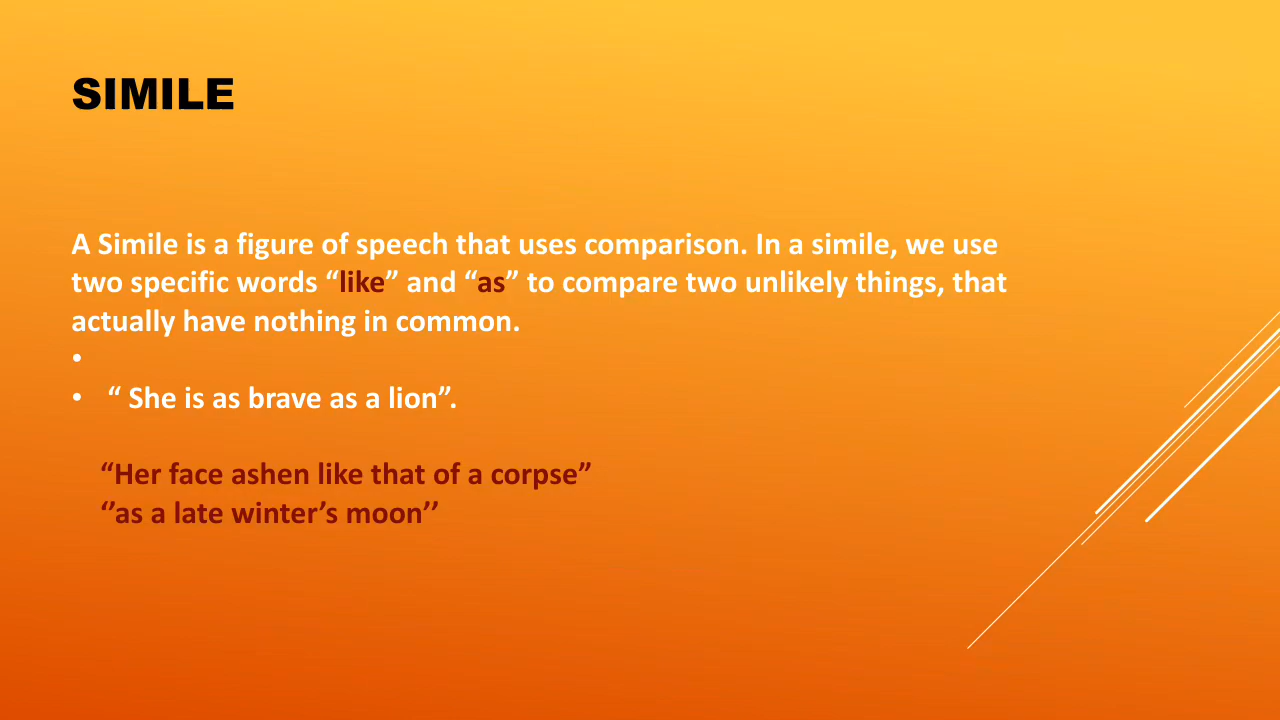 SIMILE
A Simile is a figure of speech that uses comparison. In a simile, we use
two specific words “like” and “as” to compare two unlikely things, that
actually have nothing in common.
•
• “ She is as brave as a lion”.
“Her face ashen like that of a corpse”
‘’as a late winter’s moon’’